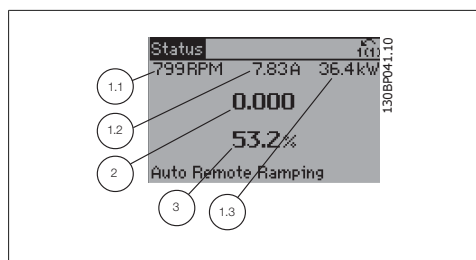 Status
1(1)
799RPM 7.83A 36.4kW
0.000
53.2%
Auto Remote Ramping
1.1
1.2
2
3
1.3
130BP041.10